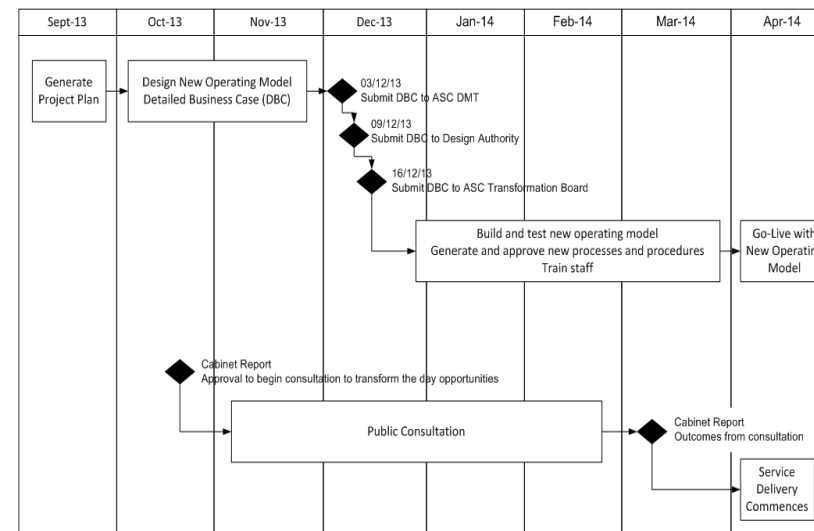 Sept-13 Oct-13 Nov-13 Dec-13 Jan-14 Feb-14 Mar-14 Apr-14
Generate
Project Plan
Design New Operating Model
Detailed Business Case (DBC)
03/12/13
Submit DBC to ASC DMT
09/12/13
Submit DBC to Design Authority
16/12/13
Submit DBC to ASC Transformation Board
Build and test new operating model
Generate and approve new processes and procedures
Train staff
Go-Live with
New Operatin
Model
Cabinet Report
Approval to begin consultation to transform the day opportunities
Public Consultation
Cabinet Report
Outcomes from consultation
Service
Delivery
Commences